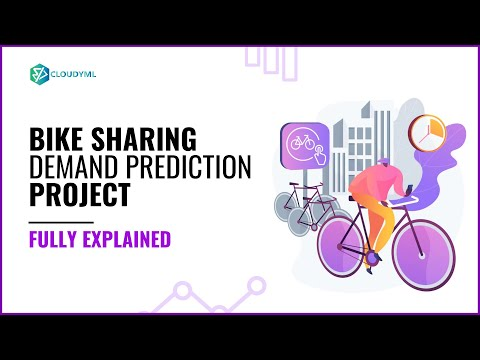 CLOUDYML
BIKE SHARING
DEMAND PREDICTION
PROJECT
FULLY EXPLAINED